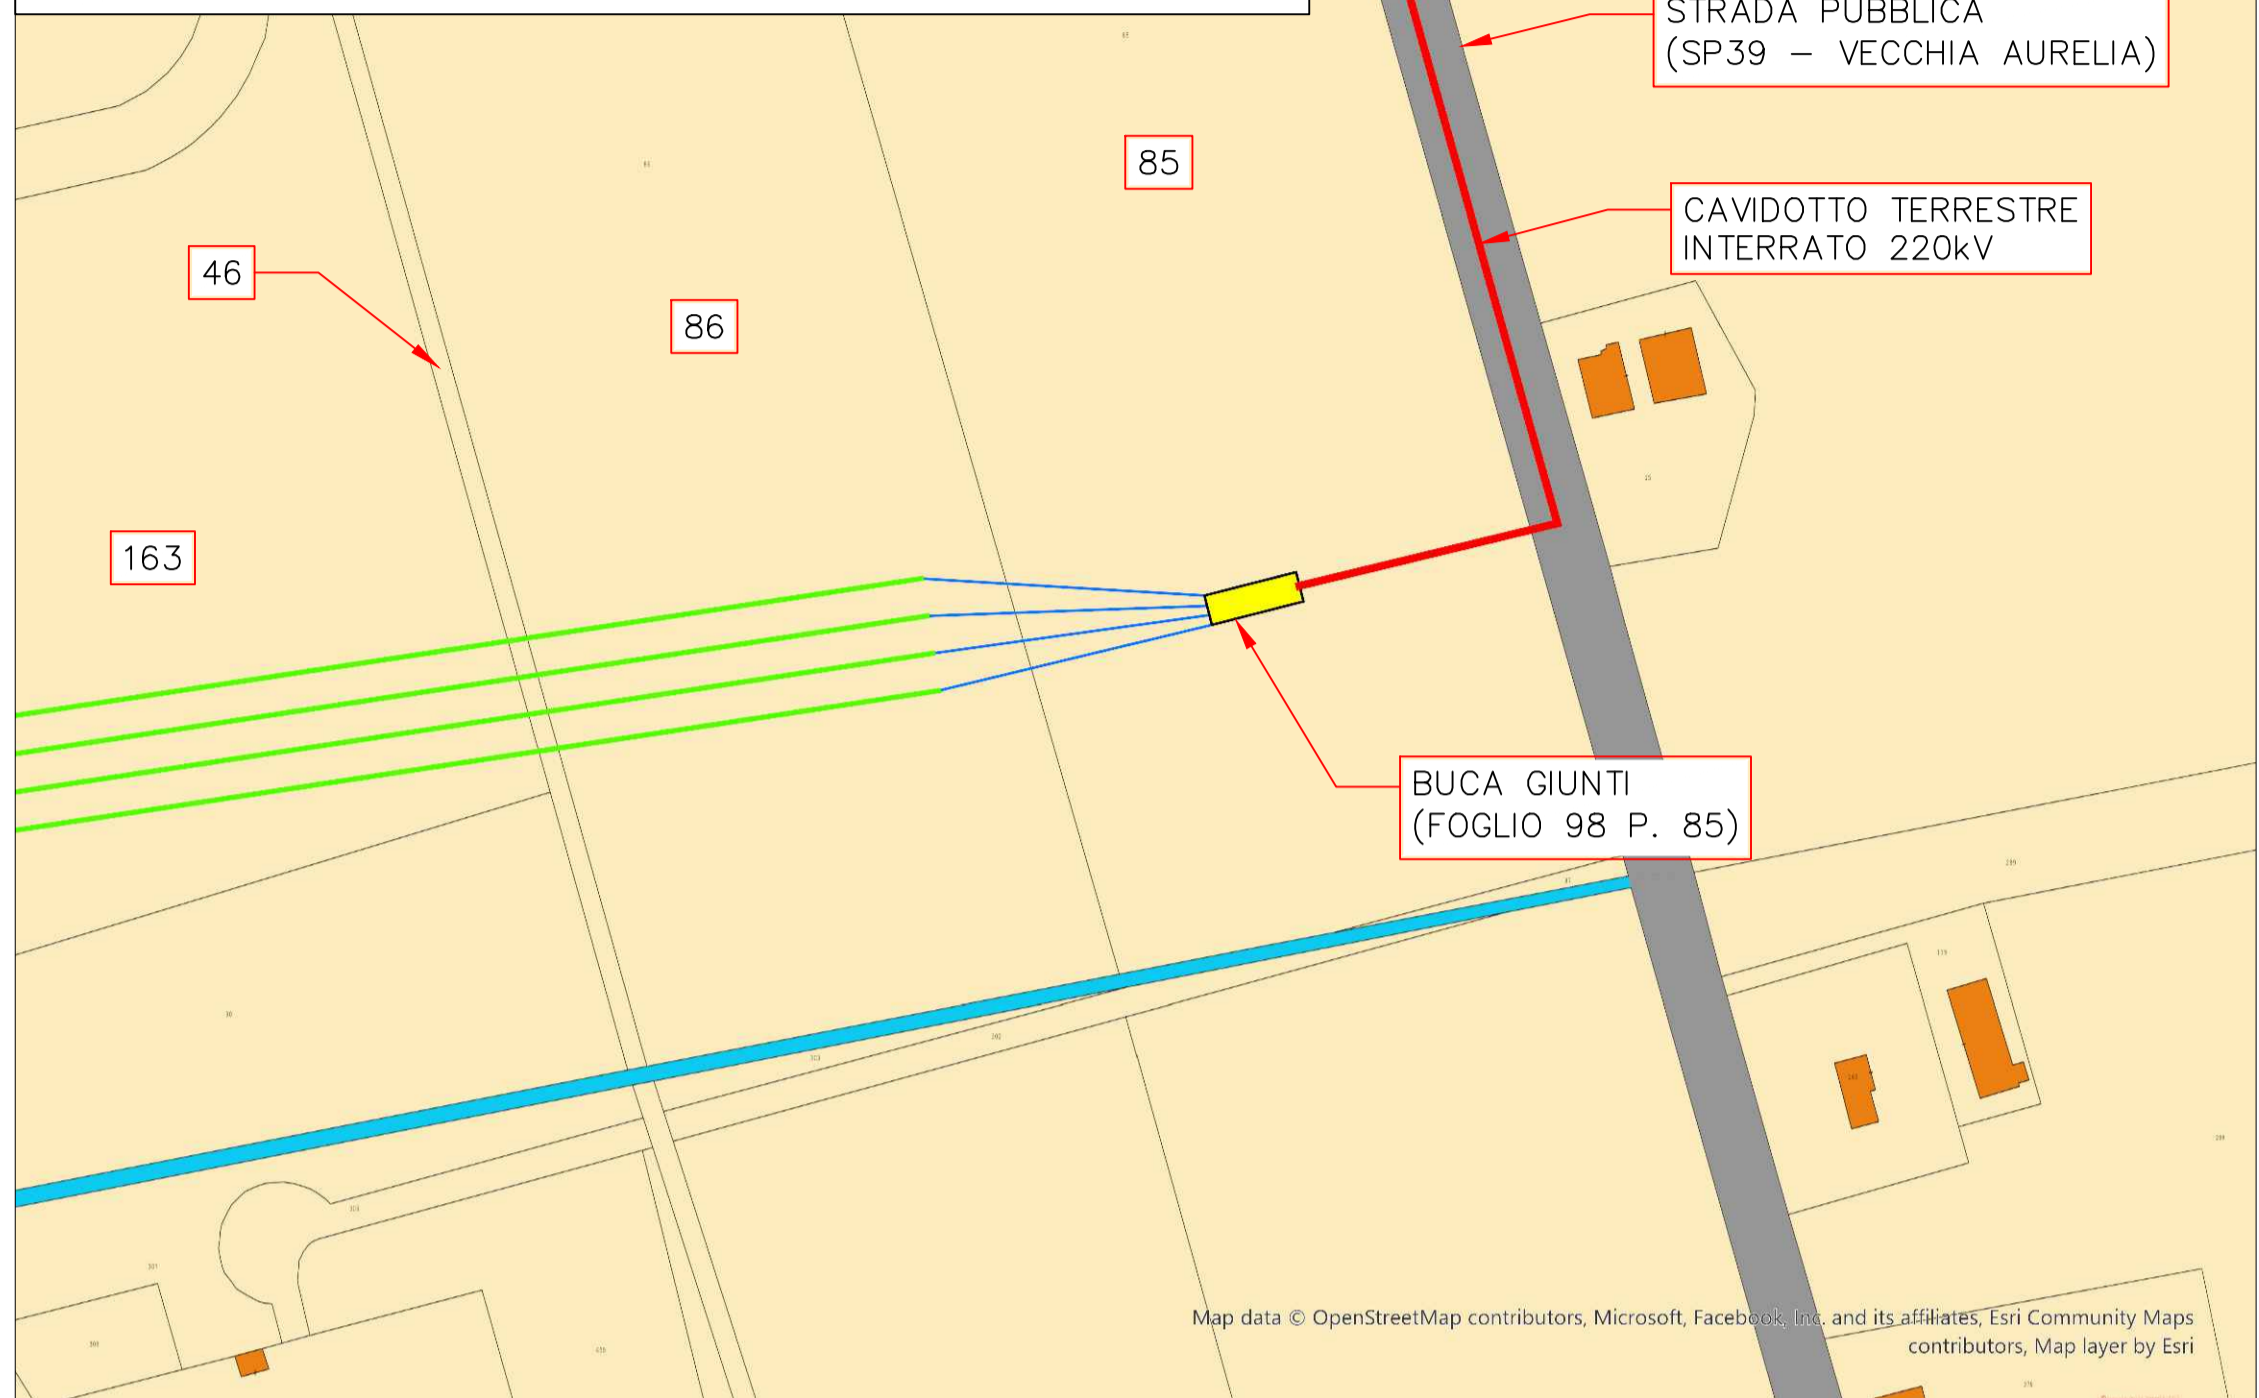 STRADA PUBBLICA
(SP39 – VECCHIA AURELIA)
85
CAVIDOTTO TERRESTRE
INTERRATO 220kV
46
86
163
15
BUCA GIUNTI
(FOGLIO 98 P. 85)
Map data © OpenStreetMap contributors, Microsoft, Facebook, Inc. and its affiliates, Esri Community Maps
contributors, Map layer by Esri